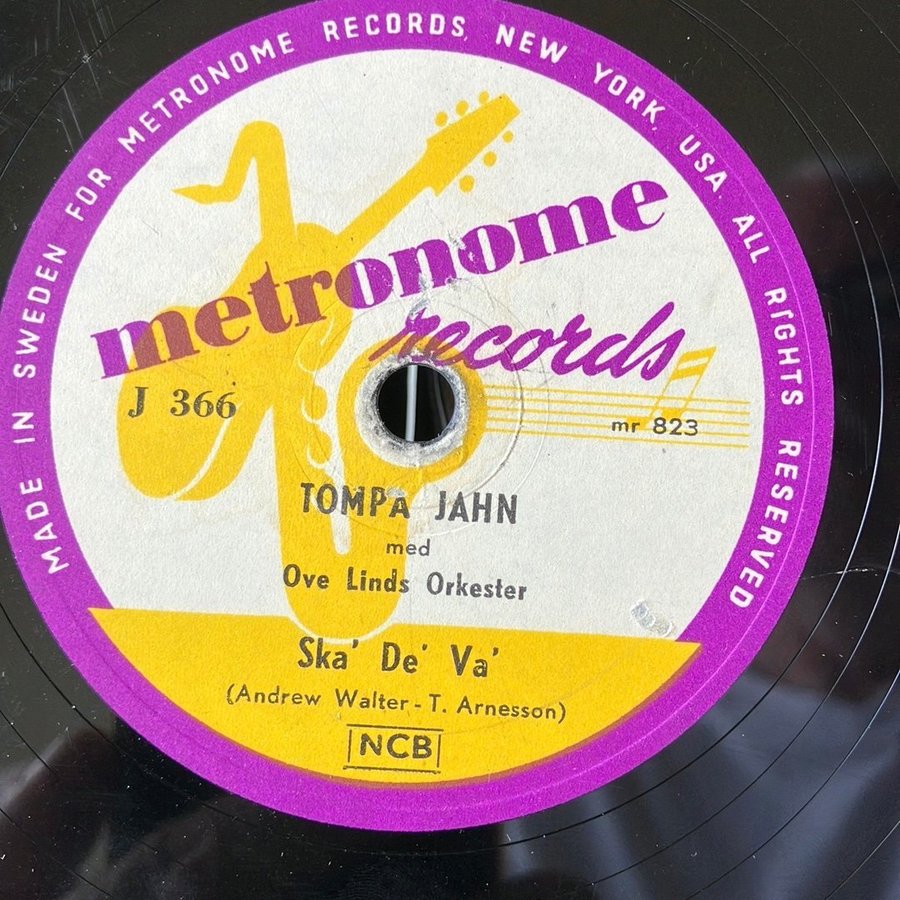 MADE IN SWEDEN FOR METRONOME RECORDS, NEW YORK, USA. ALL RIGHTS RESERVED
metronome
records
J 366
mr 823
TOMPA JAHN
med
Ove Linds Orkester
Ska' De' Va'
(Andrew Walter - T. Arnesson)
NCB